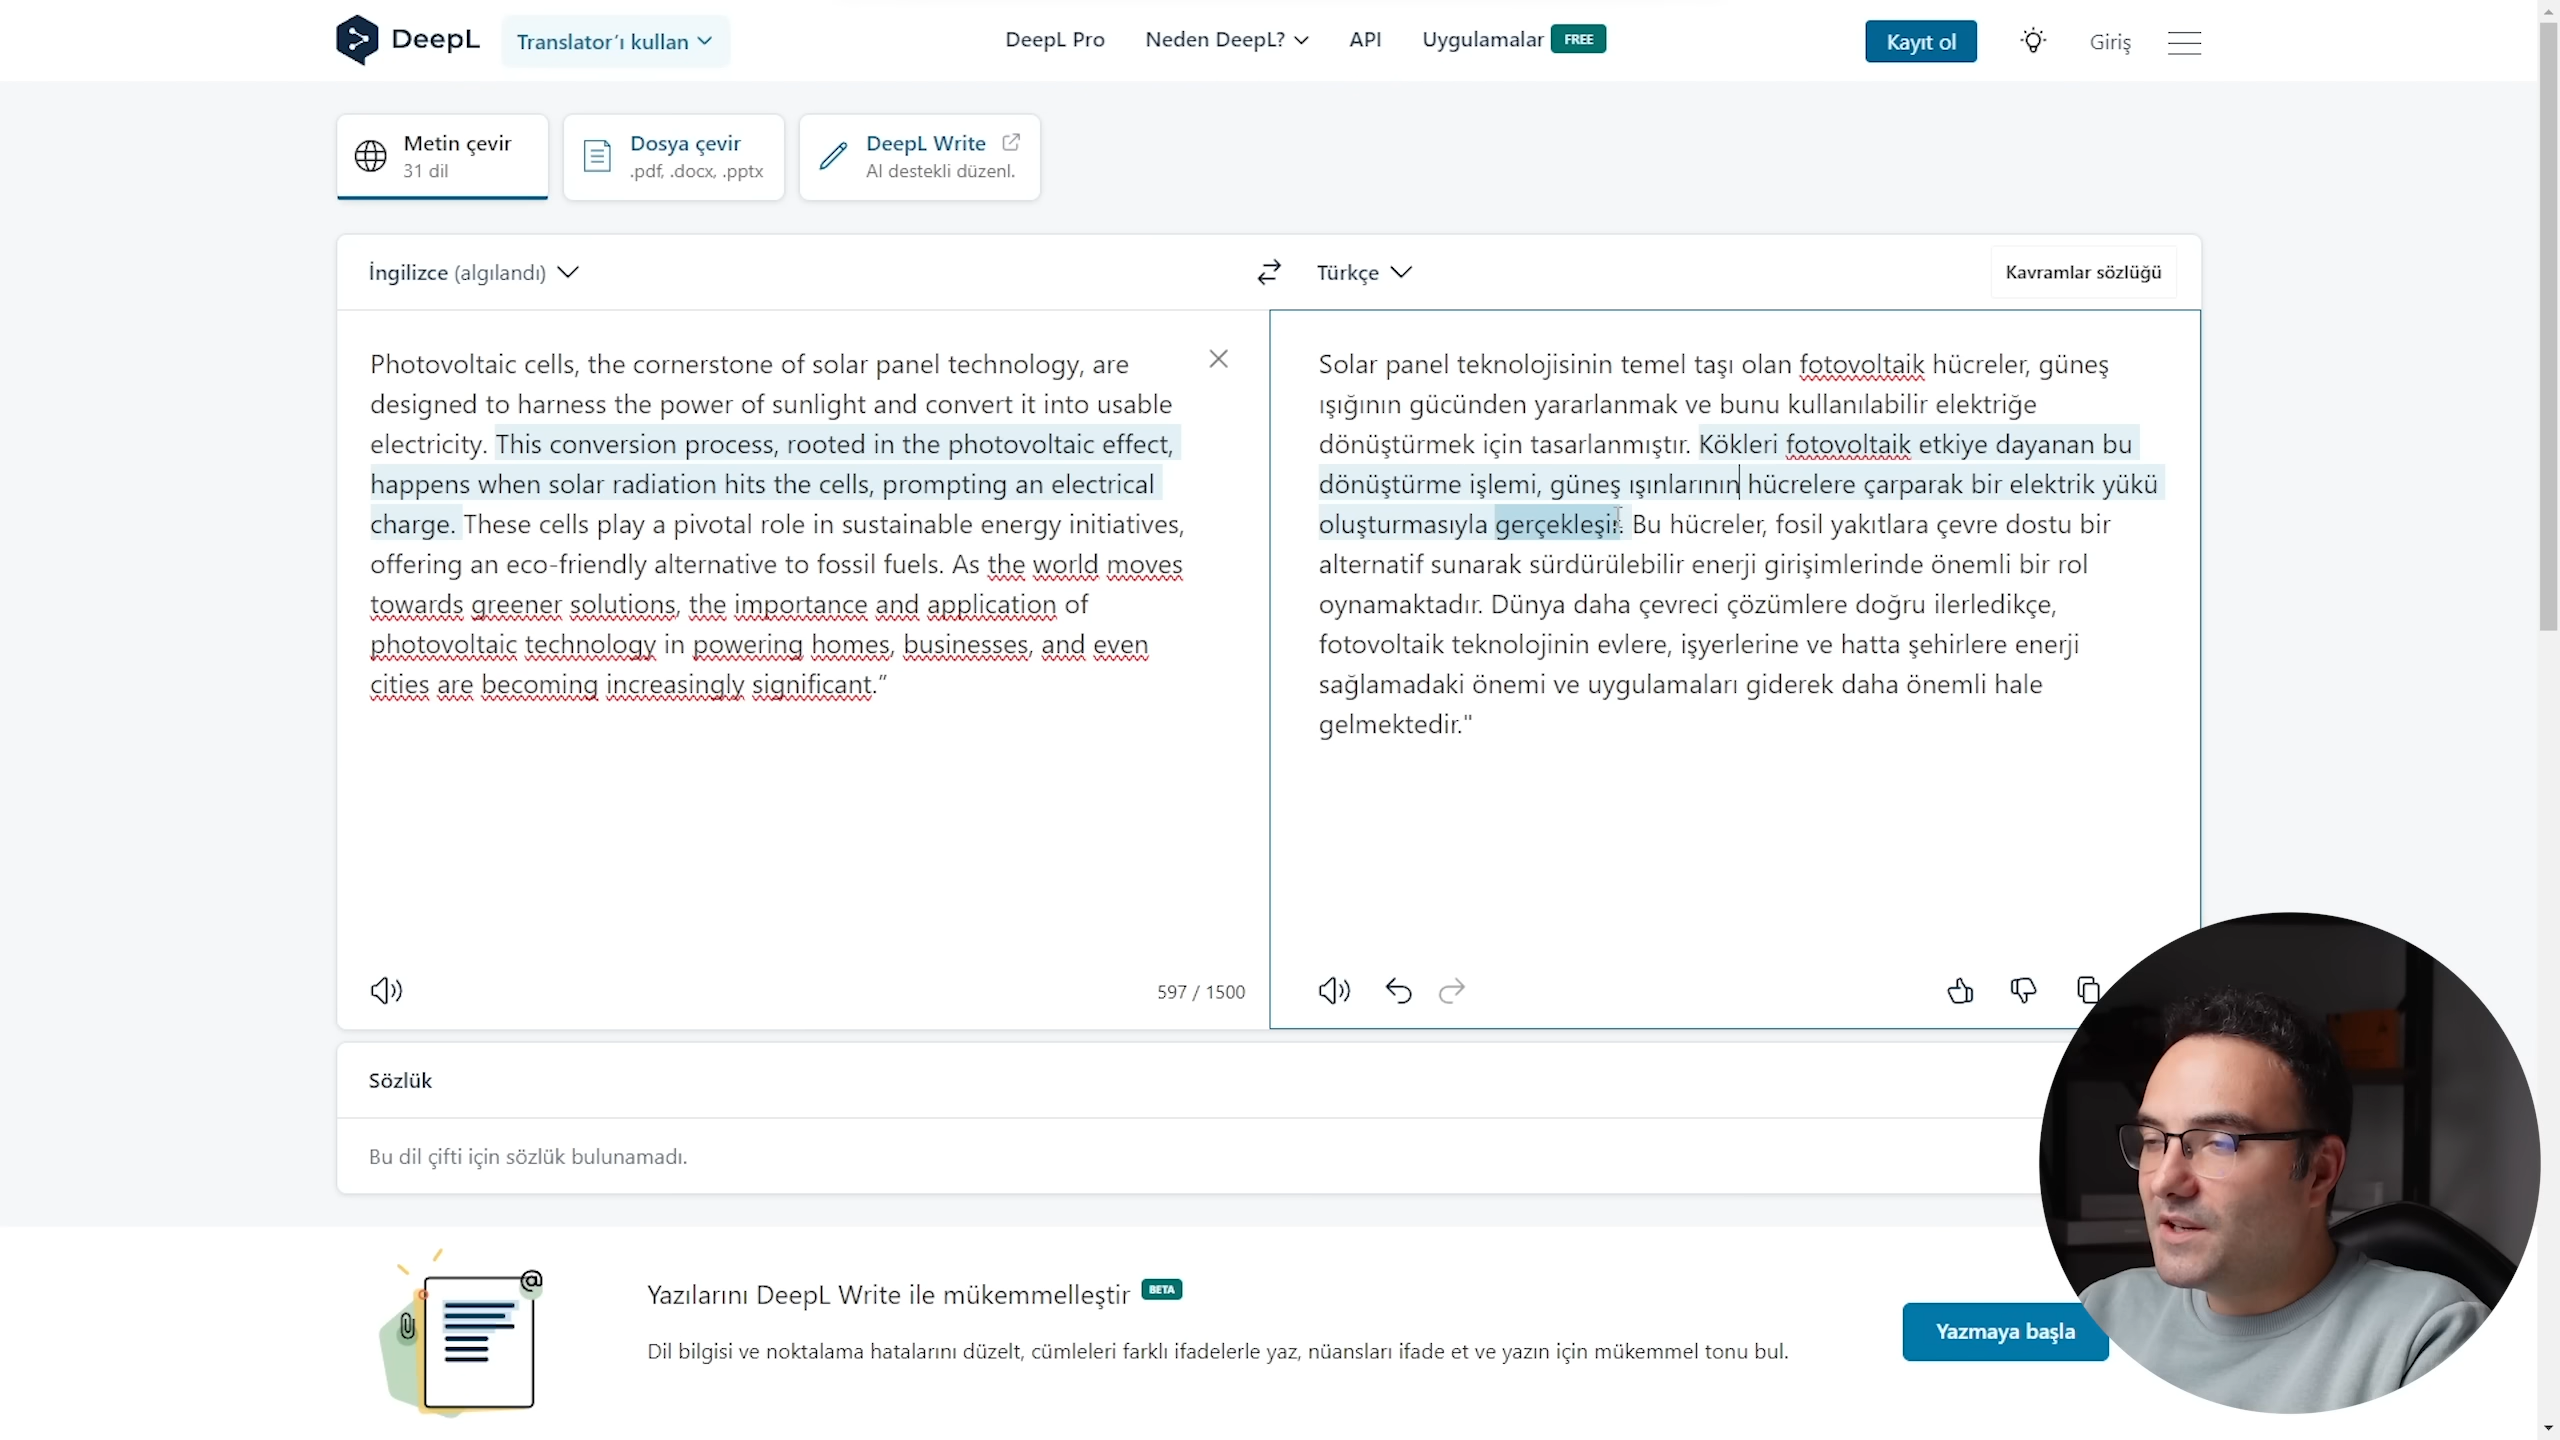 DeepL
Translator’ı kullan
DeepL Pro
Neden DeepL?
API
Uygulamalar
FREE
Kayıt ol
Giriş
Metin çevir
31 dil
Dosya çevir
.pdf, .docx, .pptx
DeepL Write
AI destekli düzenl.
İngilizce (algılandı)
Türkçe
Kavramlar sözlüğü
Photovoltaic cells, the cornerstone of solar panel technology, are
designed to harness the power of sunlight and convert it into usable
electricity. This conversion process, rooted in the photovoltaic effect,
happens when solar radiation hits the cells, prompting an electrical
charge. These cells play a pivotal role in sustainable energy initiatives,
offering an eco-friendly alternative to fossil fuels. As the world moves
towards greener solutions, the importance and application of
photovoltaic technology in powering homes, businesses, and even
cities are becoming increasingly significant.”
597 / 1500
Solar panel teknolojisinin temel taşı olan fotovoltaik hücreler, güneş
ışığının gücünden yararlanmak ve bunu kullanılabilir elektriğe
dönüştürmek için tasarlanmıştır. Kökleri fotovoltaik etkiye dayanan bu
dönüştürme işlemi, güneş ışınlarının hücrelere çarparak bir elektrik yükü
oluşturmasıyla gerçekleşir. Bu hücreler, fosil yakıtlara çevre dostu bir
alternatif sunarak sürdürülebilir enerji girişimlerinde önemli bir rol
oynamaktadır. Dünya daha çevreci çözümlere doğru ilerledikçe,
fotovoltaik teknolojinin evlere, işyerlerine ve hatta şehirlere enerji
sağlamadaki önemi ve uygulamaları giderek daha önemli hale
gelmektedir."
Sözlük
Bu dil çifti için sözlük bulunamadı.
Yazılarını DeepL Write ile mükemmelleştir
BETA
Dil bilgisi ve noktalama hatalarını düzelt, cümleleri farklı ifadelerle yaz, nüansları ifade et ve yazın için mükemmel tonu bul.
Yazmaya başla